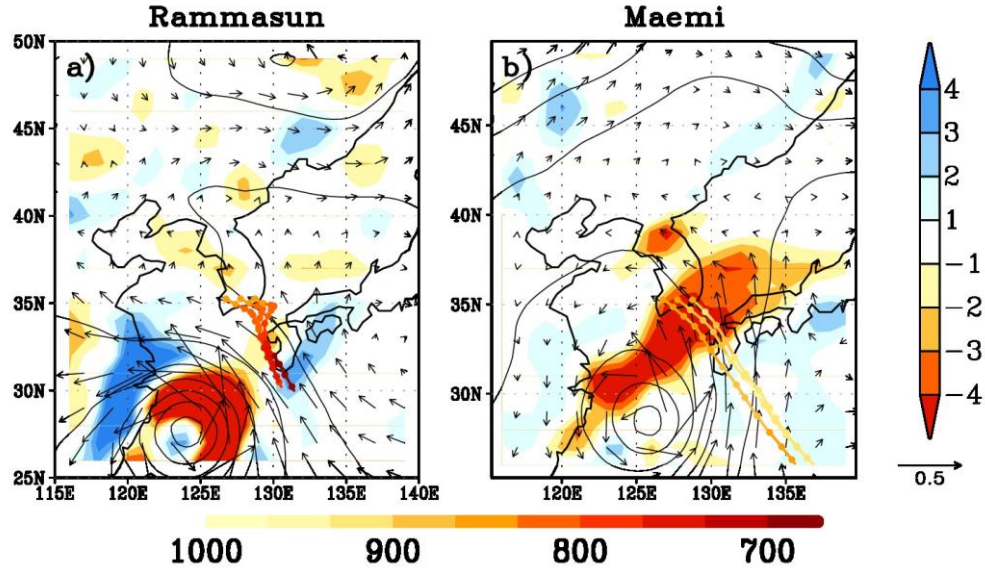 Rammasun Maemi
50N
a) b)
45N 45N
40N 40N
35N 35N
30N 30N
25N
115E 120E 125E 130E 135E 140E 120E 125E 130E 135E
4
3
2
1
-1
-2
-3
-4
0.5
1000 900 800 700